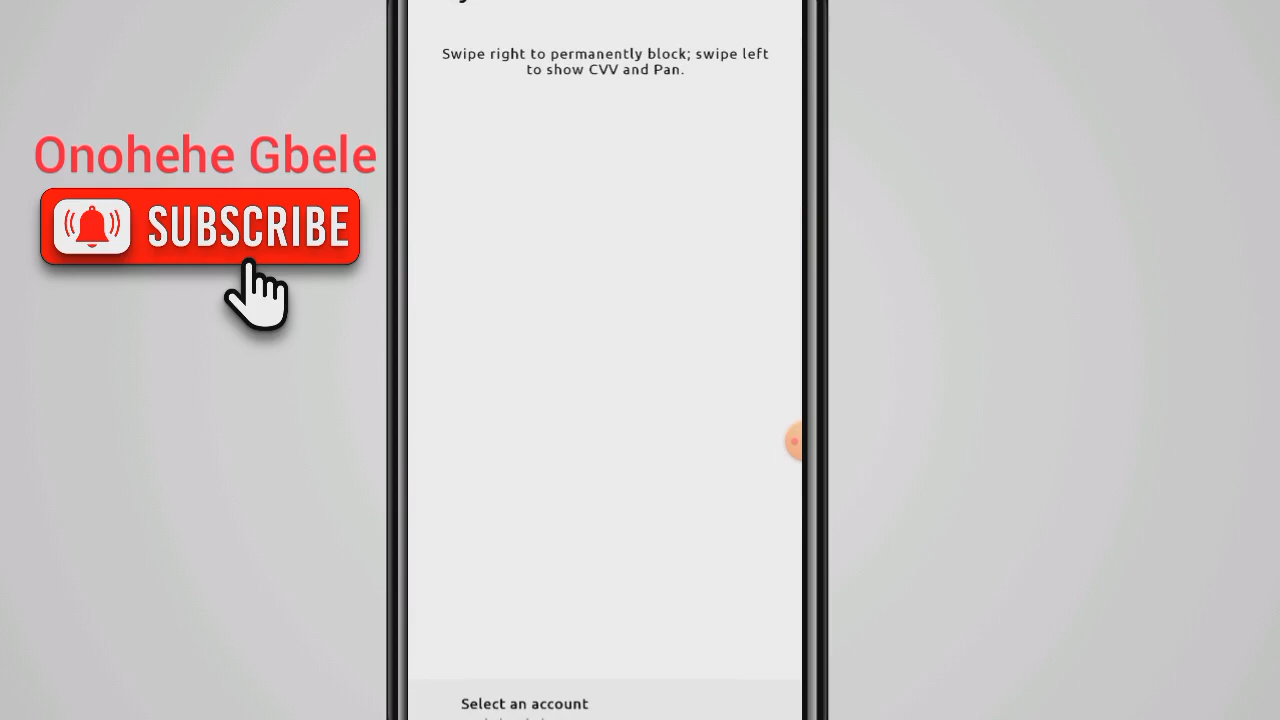 Swipe right to permanently block; swipe left
to show CVV and Pan.
Onohehe Gbele
SUBSCRIBE
Select an account